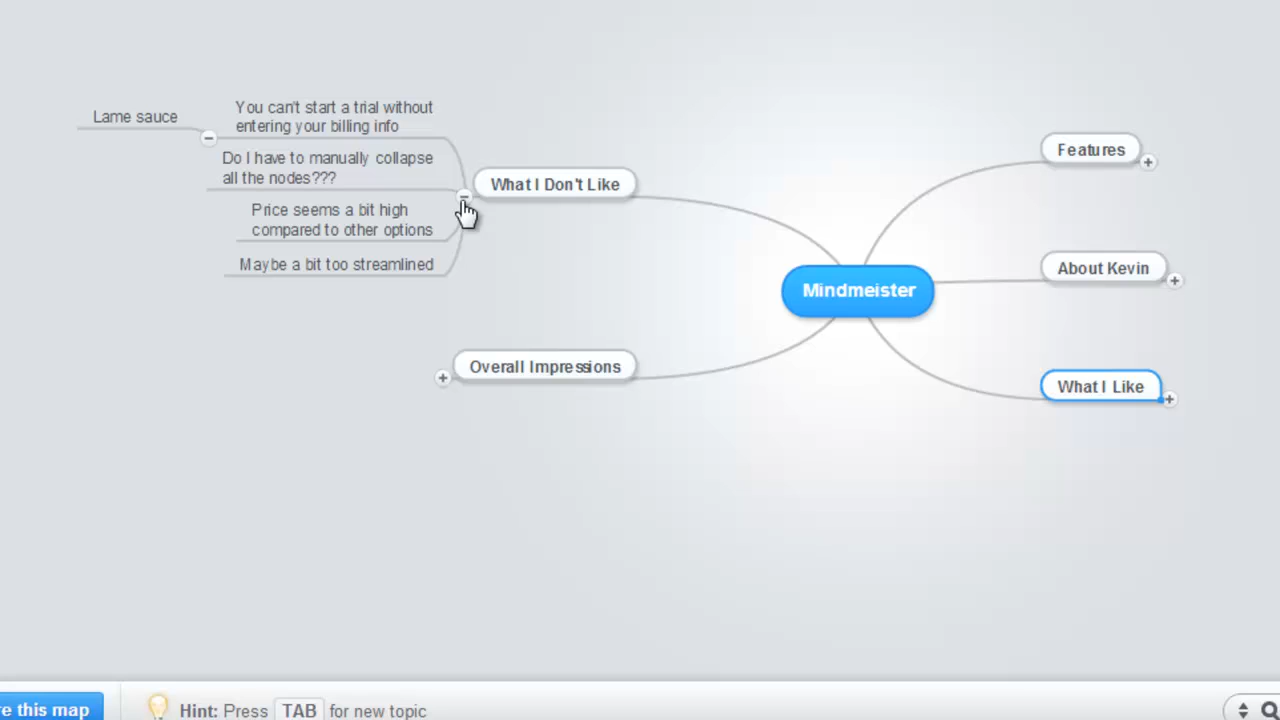 Lame sauce
You can't start a trial without
entering your billing info
Do I have to manually collapse
all the nodes???
Price seems a bit high
compared to other options
Maybe a bit too streamlined
What I Don't Like
Overall Impressions
Mindmeister
Features
About Kevin
What I Like
re this map
Hint: Press TAB for new topic